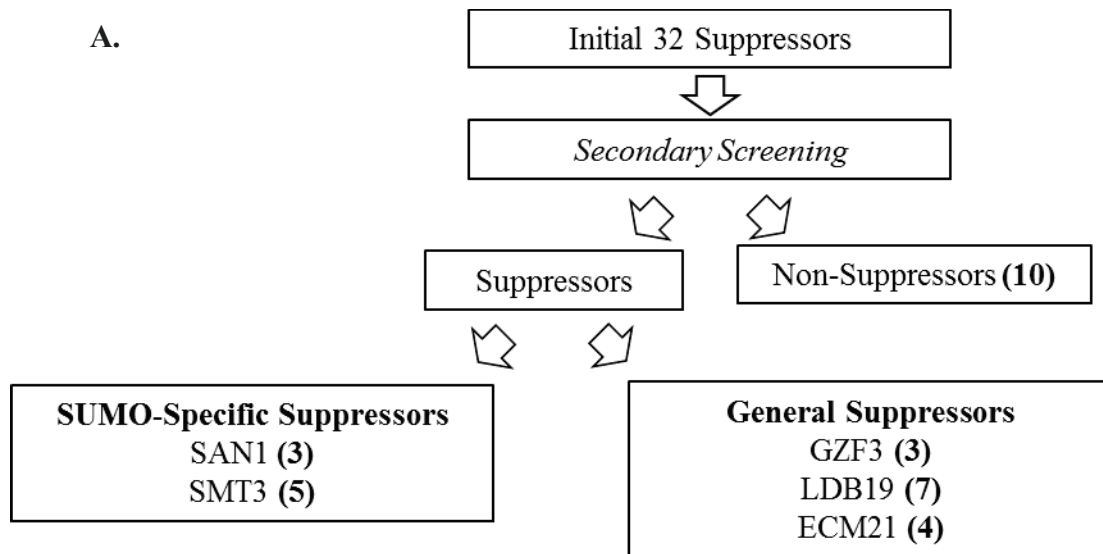 A.
Initial 32 Suppressors
Secondary Screening
Suppressors
Non-Suppressors (10)
SUMO-Specific Suppressors
SAN1 (3)
SMT3 (5)
General Suppressors
GZF3 (3)
LDB19 (7)
ECM21 (4)